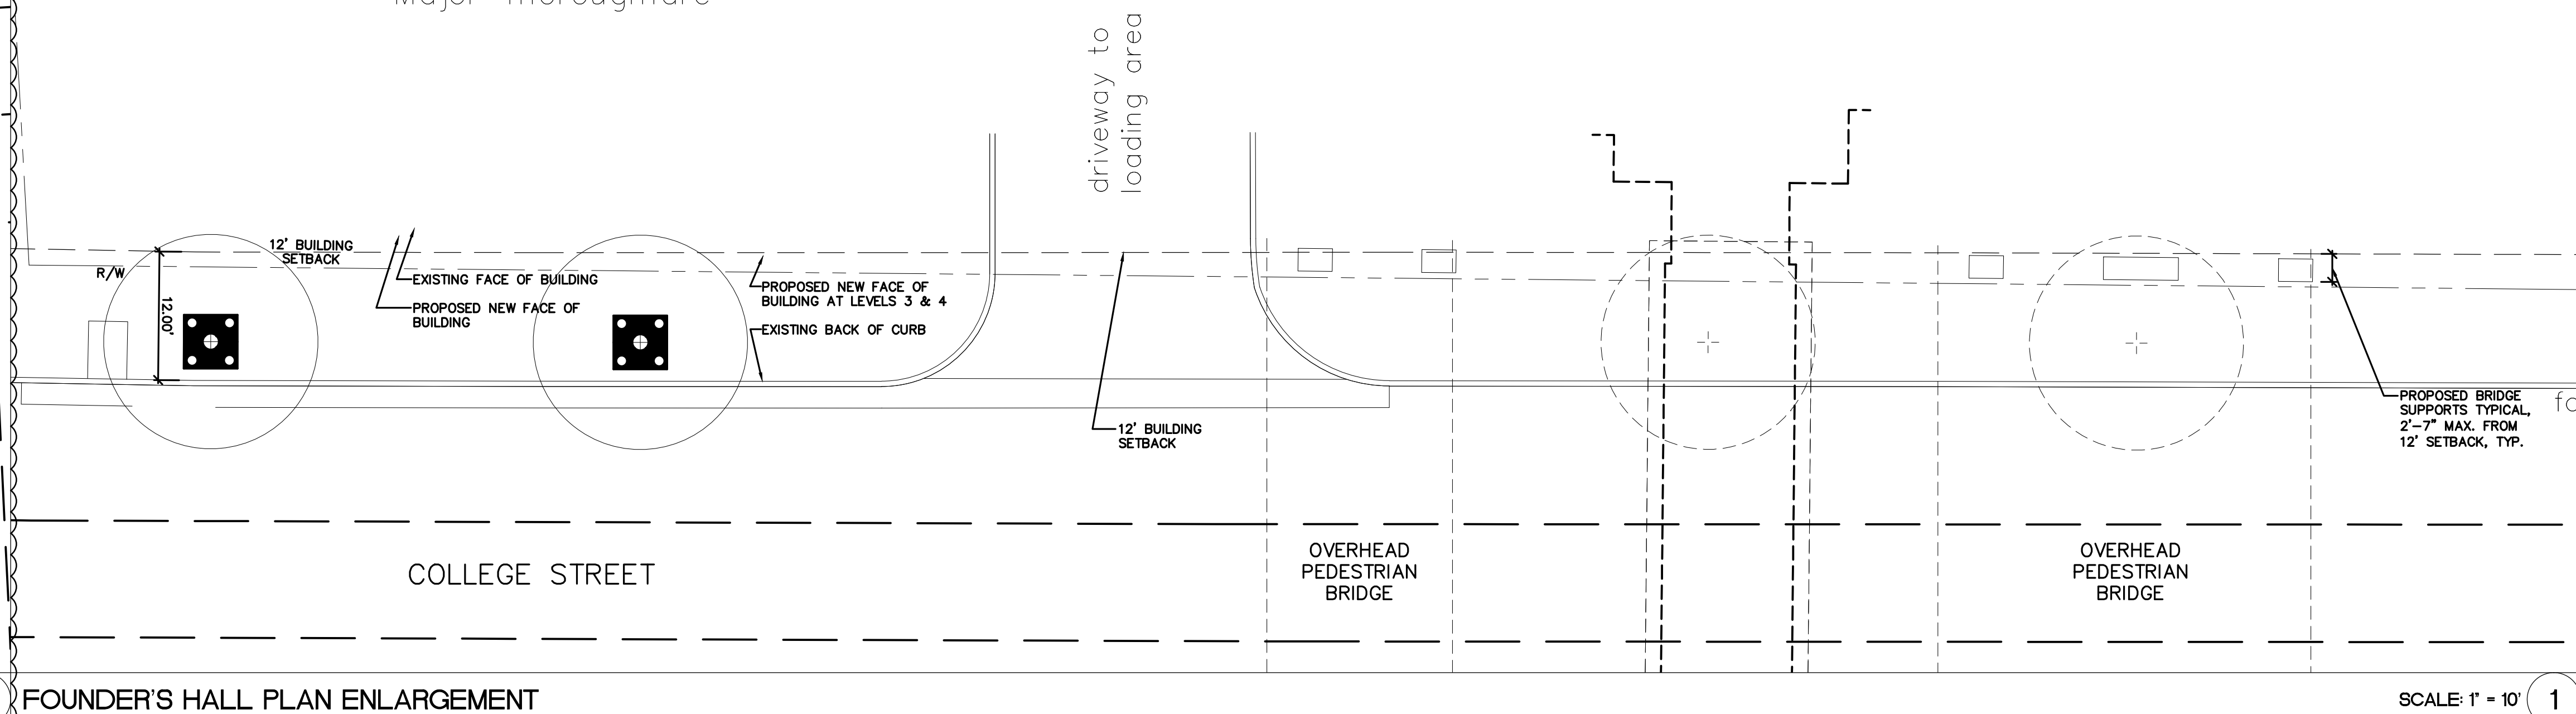 Major Thoroughfare
driveway to
loading area
12' BUILDING
SETBACK
R/W
12.00'
EXISTING FACE OF BUILDING
PROPOSED NEW FACE OF
BUILDING
PROPOSED NEW FACE OF
BUILDING AT LEVELS 3 & 4
EXISTING BACK OF CURB
12' BUILDING
SETBACK
PROPOSED BRIDGE
SUPPORTS TYPICAL,
2'-7" MAX. FROM
12' SETBACK, TYP.
COLLEGE STREET
OVERHEAD
PEDESTRIAN
BRIDGE
OVERHEAD
PEDESTRIAN
BRIDGE
FOUNDER'S HALL PLAN ENLARGEMENT
SCALE: 1" = 10'
1